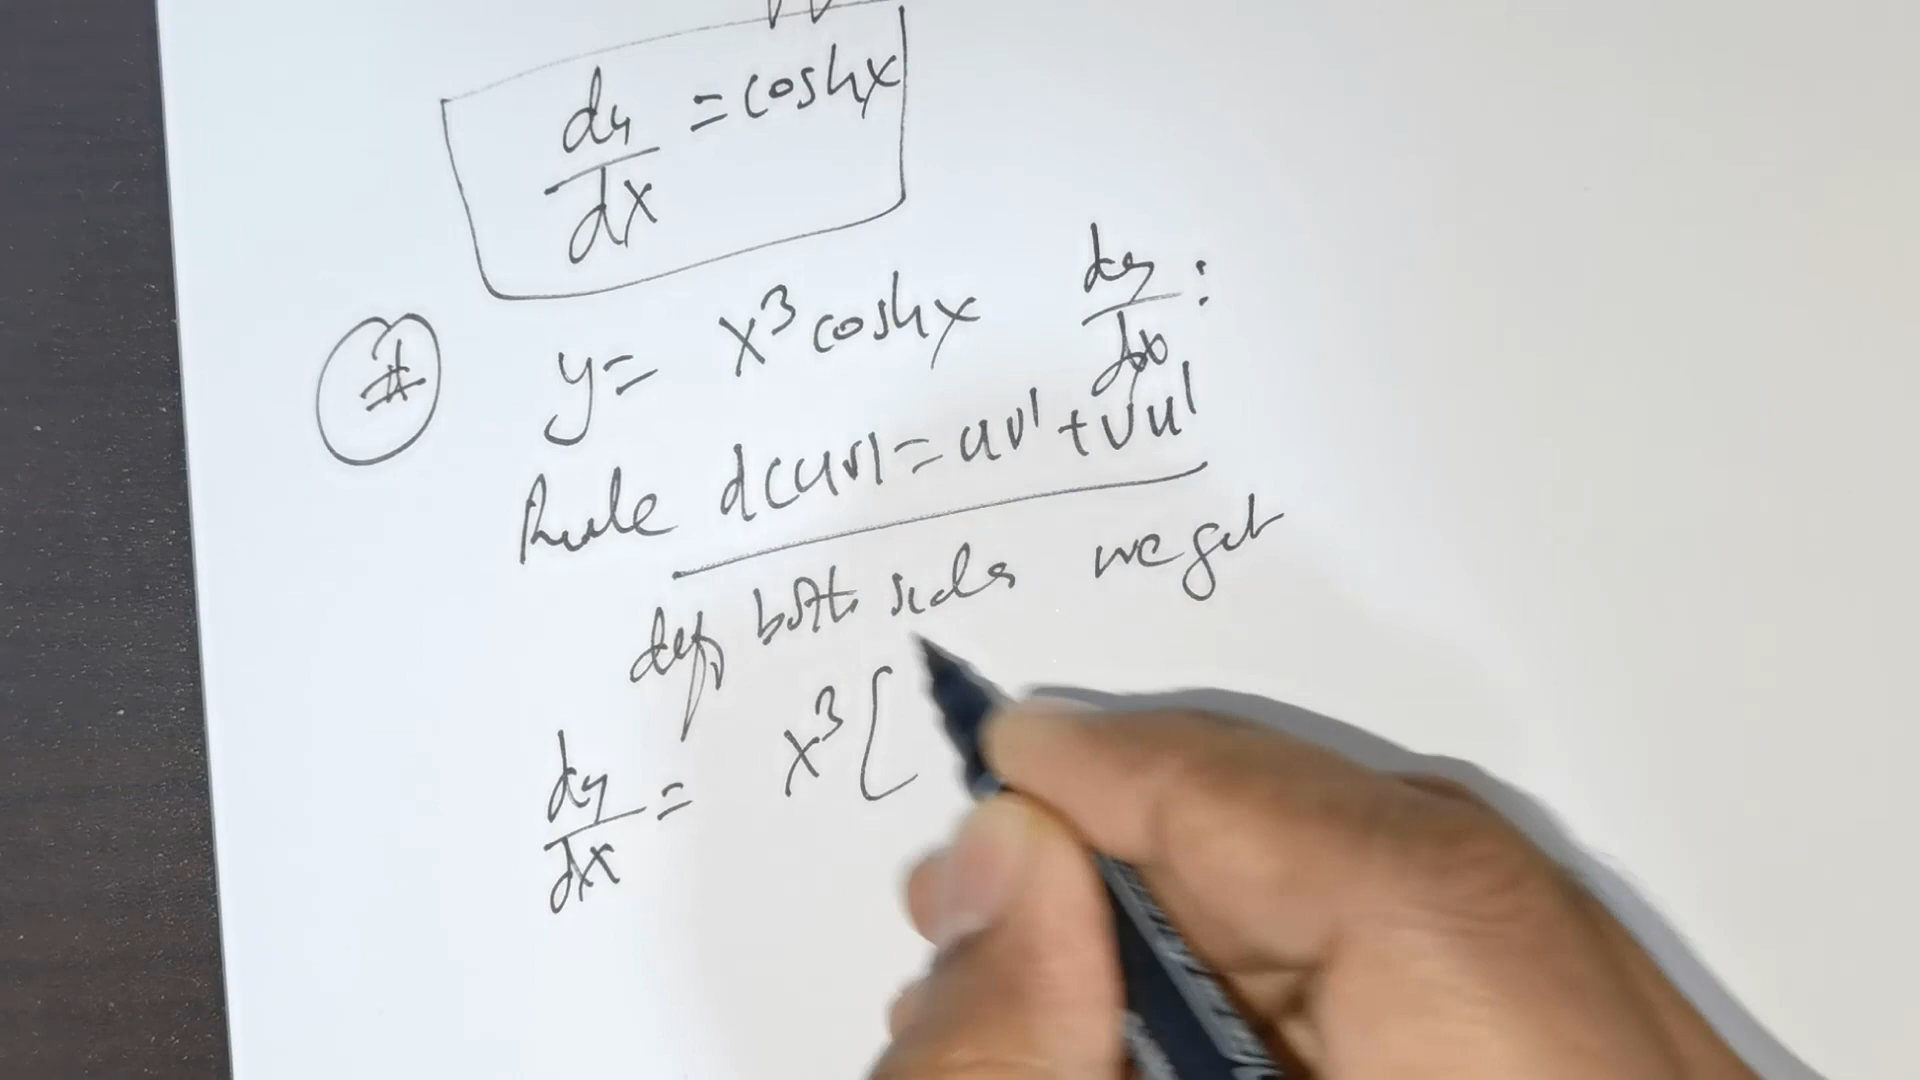 dy/dx = coshx
# y = x³ coshx dy/dx :
Rule d(uv) = uv' + vu'
diff both sides we get
dy/dx = x³ [